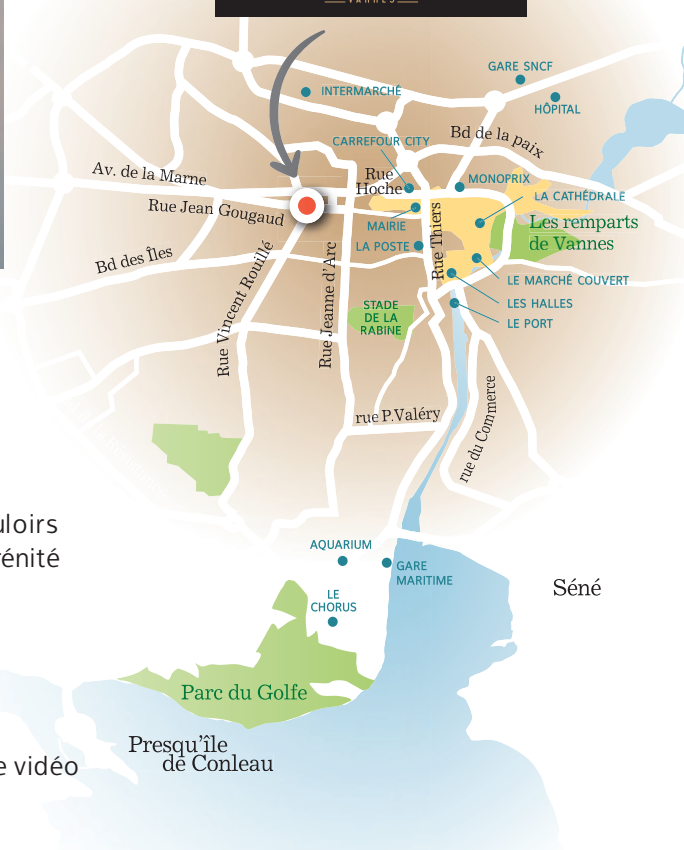 VANNES
GARE SNCF
INTERMARCHÉ
HÔPITAL
CARREFOUR CITY
Bd de la paix
Av. de la Marne
Rue
Hoche
MONOPRIX
LA CATHÉDRALE
Rue Jean Gougaud
MAIRIE
Rue Thiers
Les remparts
de Vannes
LA POSTE
Bd des Îles
Rue Vincent Rouillé
Rue Jeanne d'Arc
LE MARCHÉ COUVERT
LES HALLES
STADE
DE LA
RABINE
LE PORT
rue P.Valéry
rue du Commerce
uloirs
rénité
AQUARIUM
GARE
MARITIME
LE
CHORUS
Séné
Parc du Golfe
Presqu'île
de Conleau
e vidéo